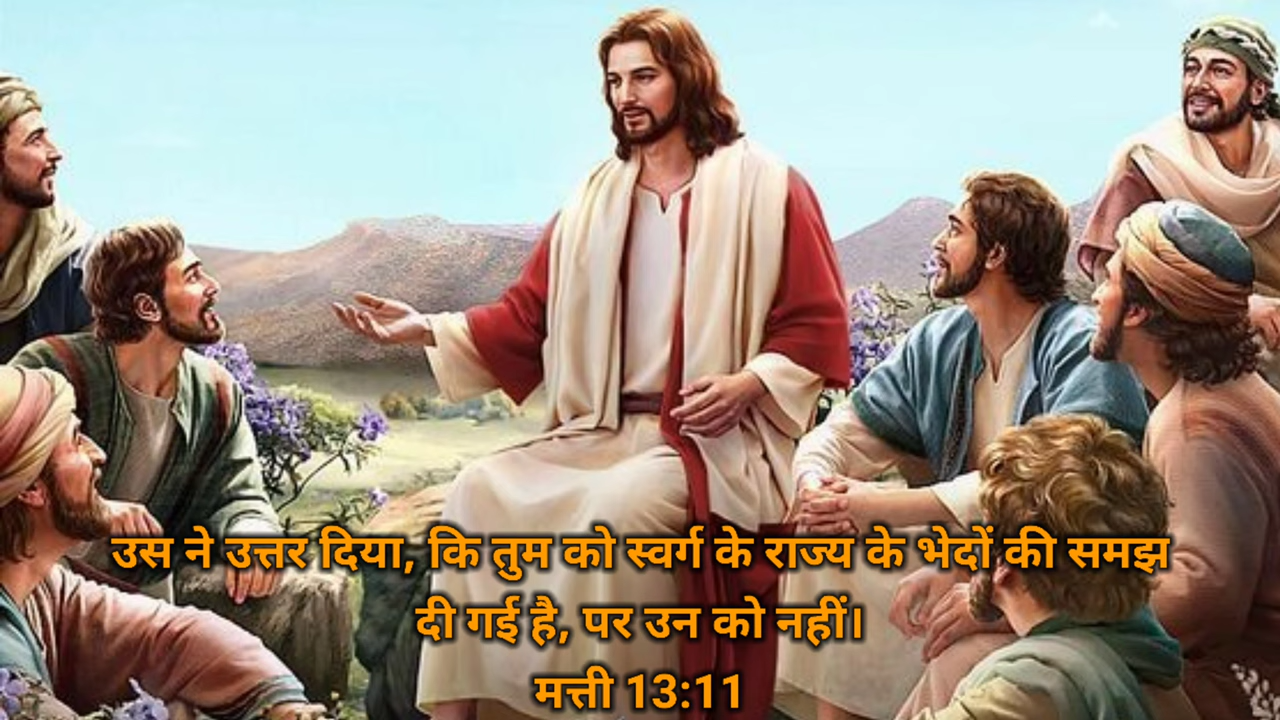 उस ने उत्तर दिया, कि तुम को स्वर्ग के राज्य के भेदों की समझ
दी गई है, पर उन को नहीं।
मत्ती 13:11